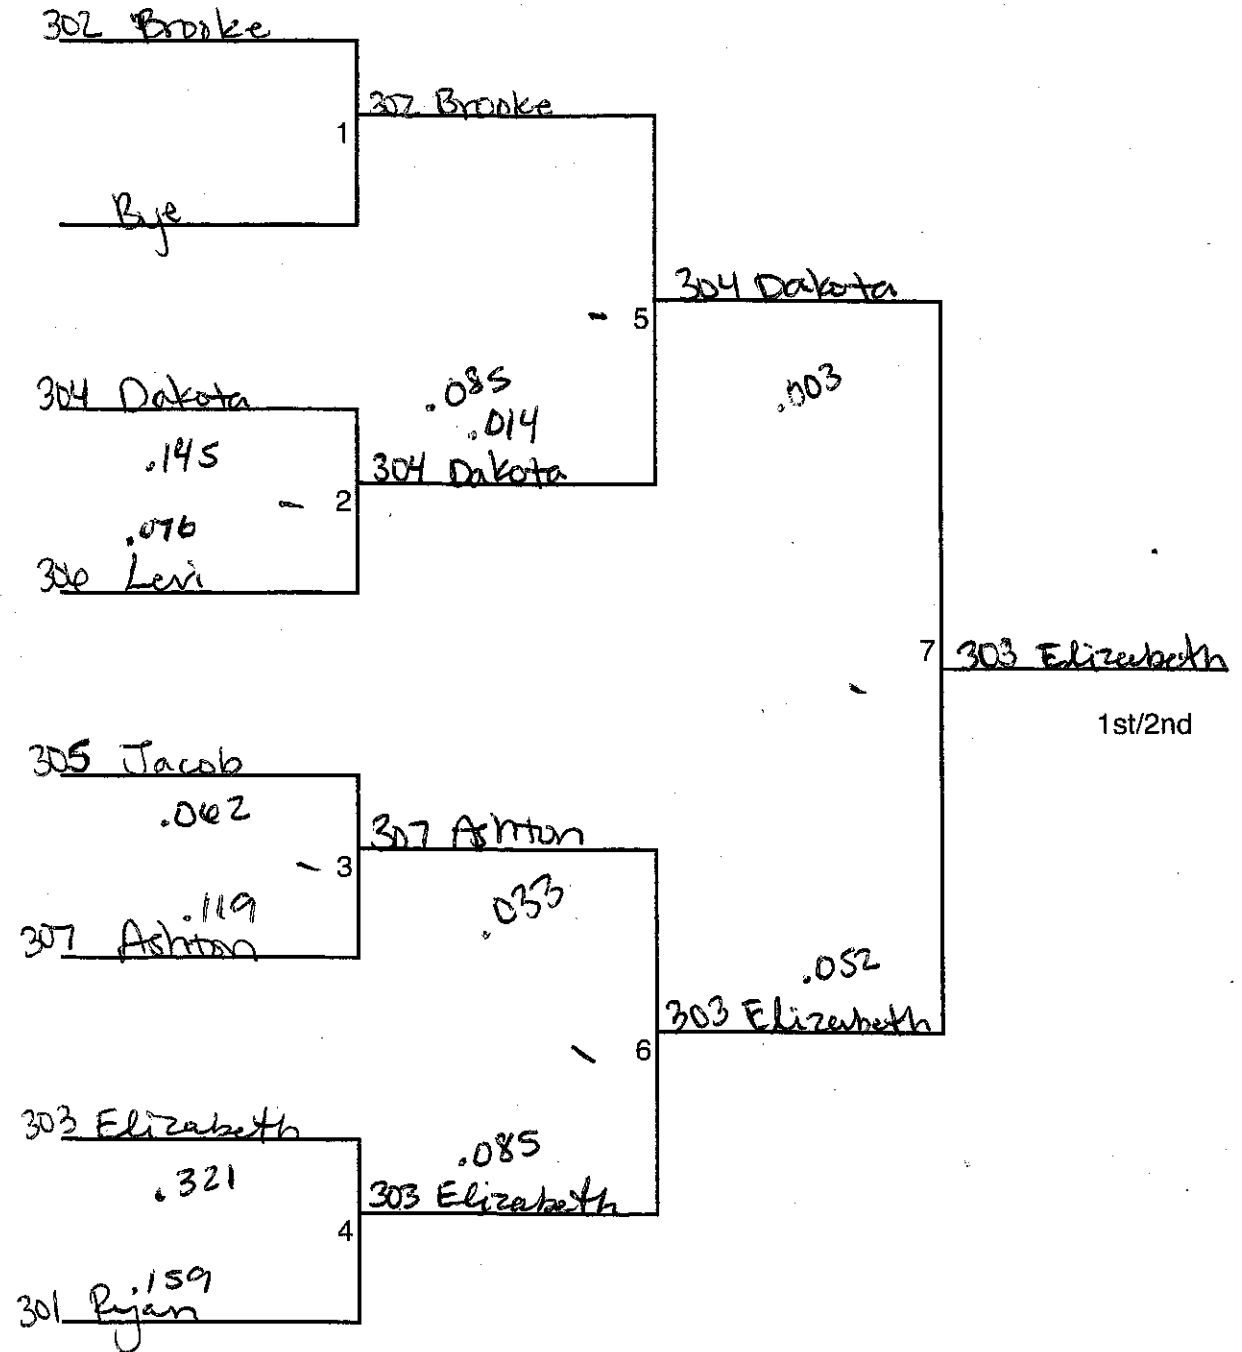 302 Brooke
302 Brooke
1
Bye
304 Dakota
5
304 Dakota
.085
.003
.014
.145
304 Dakota
2
.076
306 Levi
7
303 Elizabeth
1st/2nd
305 Jacob
.062
307 Ashton
3
.119
.033
307 Ashton
.052
303 Elizabeth
6
303 Elizabeth
.085
.321
303 Elizabeth
4
.159
301 Ryan